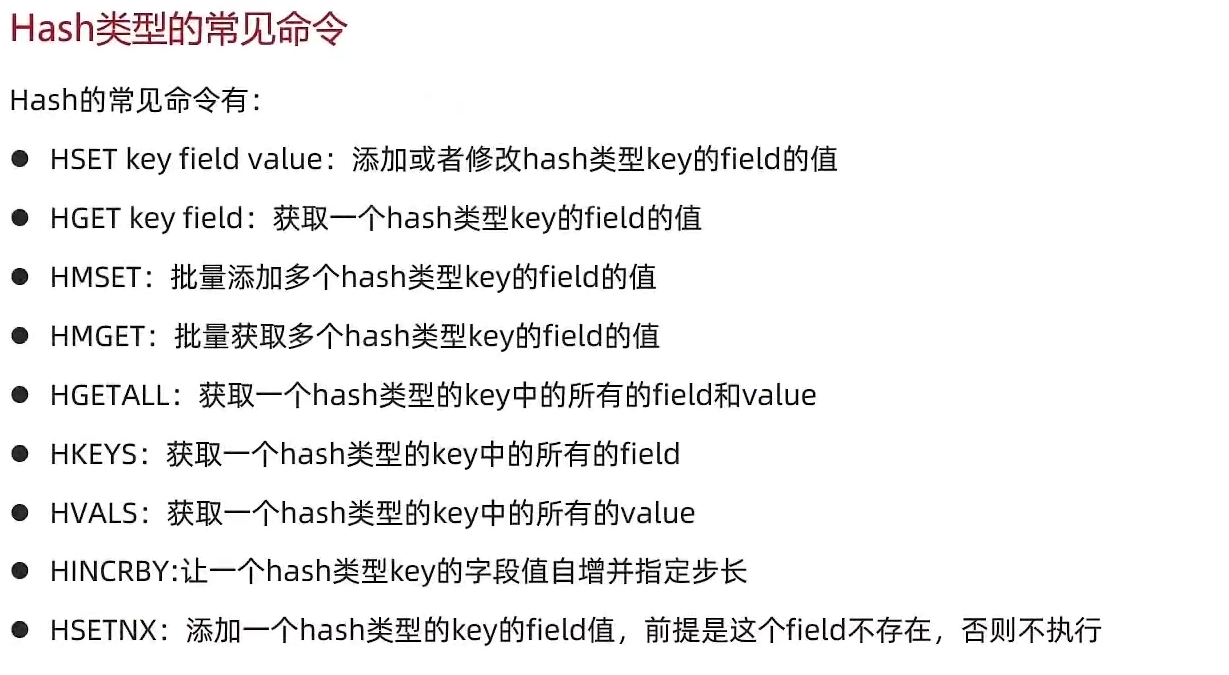 Hash类型的常见命令
Hash的常见命令有：
● HSET key field value：添加或者修改hash类型key的field的值
● HGET key field：获取一个hash类型key的field的值
● HMSET：批量添加多个hash类型key的field的值
● HMGET：批量获取多个hash类型key的field的值
● HGETALL：获取一个hash类型的key中的所有的field和value
● HKEYS：获取一个hash类型的key中的所有的field
● HVALS：获取一个hash类型的key中的所有的value
● HINCRBY:让一个hash类型key的字段值自增并指定步长
● HSETNX：添加一个hash类型的key的field值，前提是这个field不存在，否则不执行